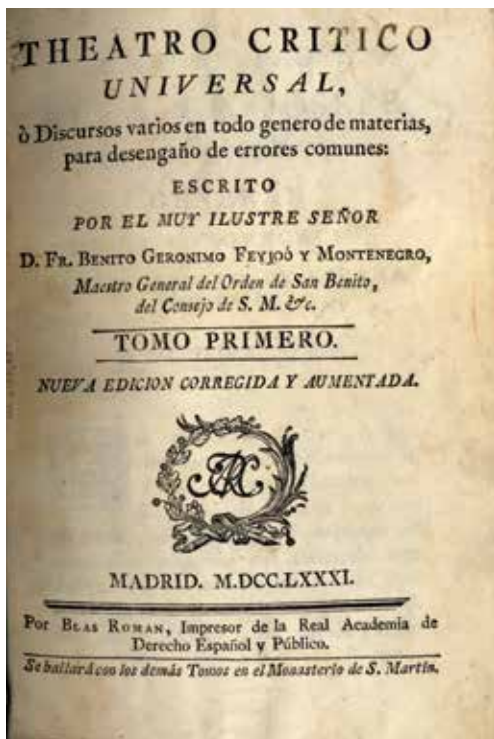 THEATRO CRITICO
UNIVERSAL,
ò Discursos varios en todo genero de materias,
para desengaño de errores comunes:
ESCRITO
POR EL MUY ILUSTRE SEÑOR
D. FR. BENITO GERONIMO FEYJOÓ Y MONTENEGRO,
Maestro General del Orden de San Benito,
del Consejo de S. M. &c.
TOMO PRIMERO.
NUEVA EDICION CORREGIDA Y AUMENTADA.
MADRID. M.DCC.LXXXI.
Por BLAS ROMAN, Impresor de la Real Academia de
Derecho Español y Público.
Se hallará con los demás Tomos en el Monasterio de S. Martin.